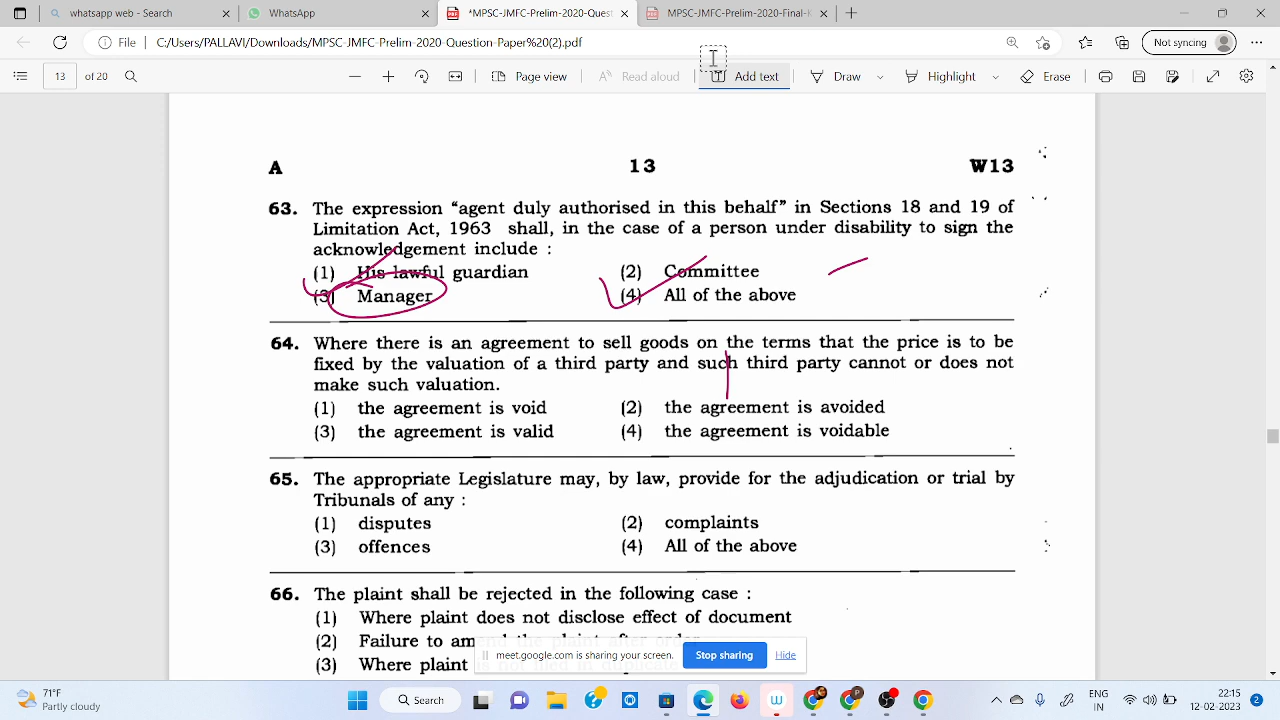 whatsapp web - Search
WhatsApp
*MPSC-JMFC-Prelim-2020-Quest
MPSC-JMFC-Prelim-2020-Final-K
File C:/Users/PALLAVI/Downloads/MPSC_JMFC-Prelim-2020-Question-Paper%20(2).pdf Not syncing
13 of 20 Page view Read aloud Add text Draw Highlight Erase
A 13 W13
63. The expression “agent duly authorised in this behalf” in Sections 18 and 19 of
Limitation Act, 1963 shall, in the case of a person under disability to sign the
acknowledgement include :
(1) His lawful guardian (2) Committee
(3) Manager (4) All of the above
64. Where there is an agreement to sell goods on the terms that the price is to be
fixed by the valuation of a third party and such third party cannot or does not
make such valuation.
(1) the agreement is void (2) the agreement is avoided
(3) the agreement is valid (4) the agreement is voidable
65. The appropriate Legislature may, by law, provide for the adjudication or trial by
Tribunals of any :
(1) disputes (2) complaints
(3) offences (4) All of the above
66. The plaint shall be rejected in the following case :
(1) Where plaint does not disclose effect of document
(2) Failure to amend the plaint after order
(3) Where plaint
meet.google.com is sharing your screen. Stop sharing Hide
71°F
Partly cloudy
Search
ENG
IN
22:15
12-02-2023
2